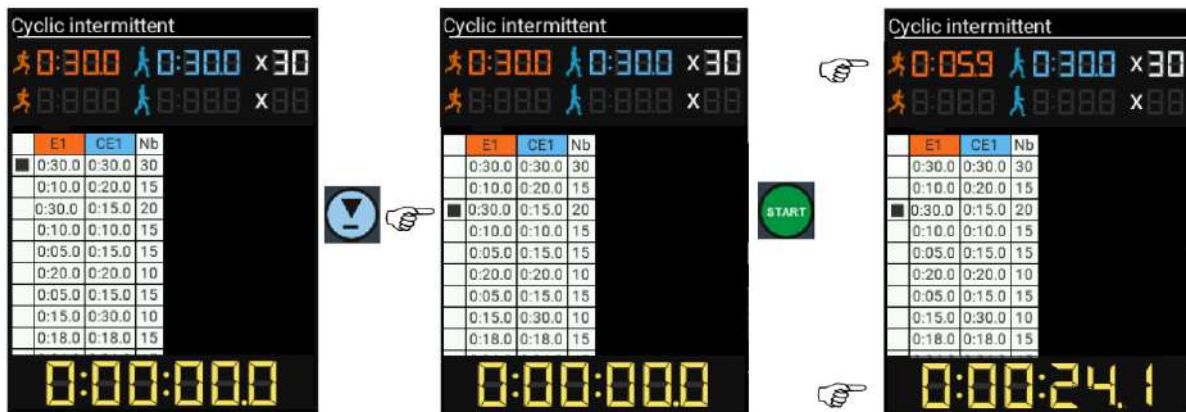 Cyclic intermittent
0:30.0 0:30.0 x30
x
E1 CE1 Nb
0:30.0 0:30.0 30
0:10.0 0:20.0 15
0:30.0 0:15.0 20
0:10.0 0:10.0 15
0:05.0 0:15.0 15
0:20.0 0:20.0 10
0:05.0 0:15.0 15
0:15.0 0:30.0 10
0:18.0 0:18.0 15
0:00:00.0
Cyclic intermittent
0:30.0 0:30.0 x30
x
E1 CE1 Nb
0:30.0 0:30.0 30
0:10.0 0:20.0 15
0:30.0 0:15.0 20
0:10.0 0:10.0 15
0:05.0 0:15.0 15
0:20.0 0:20.0 10
0:05.0 0:15.0 15
0:15.0 0:30.0 10
0:18.0 0:18.0 15
0:00:00.0
START
Cyclic intermittent
0:05.9 0:30.0 x30
x
E1 CE1 Nb
0:30.0 0:30.0 30
0:10.0 0:20.0 15
0:30.0 0:15.0 20
0:10.0 0:10.0 15
0:05.0 0:15.0 15
0:20.0 0:20.0 10
0:05.0 0:15.0 15
0:15.0 0:30.0 10
0:18.0 0:18.0 15
0:00:24.1